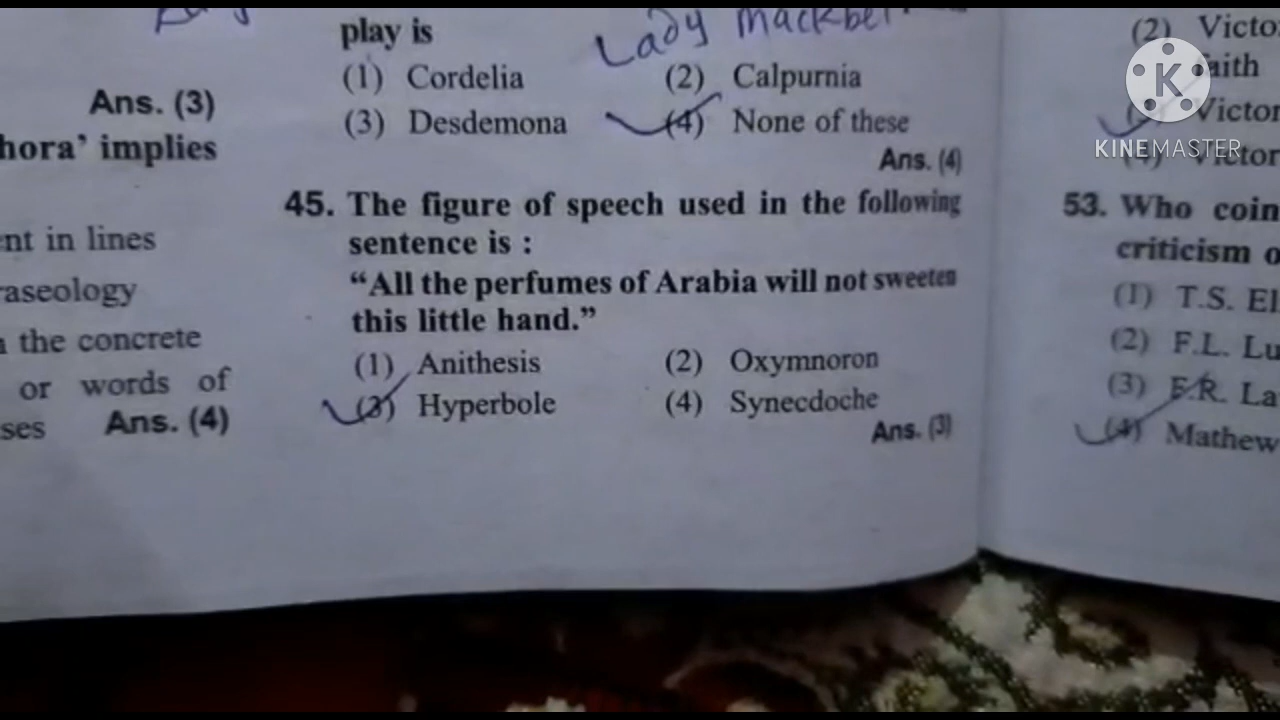 Ans. (3)
hora’ implies
nt in lines
raseology
the concrete
or words of
ses Ans. (4)
play is
Lady Mackbet
(1) Cordelia (2) Calpurnia
(3) Desdemona (4) None of these
Ans. (4)
45. The figure of speech used in the following
sentence is :
“All the perfumes of Arabia will not sweeten
this little hand.”
(1) Anithesis (2) Oxymnoron
(3) Hyperbole (4) Synecdoche
Ans. (3)
(2) Victo
faith
Victor
(4) Victor
K
KINEMASTER
53. Who coin
criticism o
(1) T.S. El
(2) F.L. Lu
(3) F.R. La
(4) Mathew